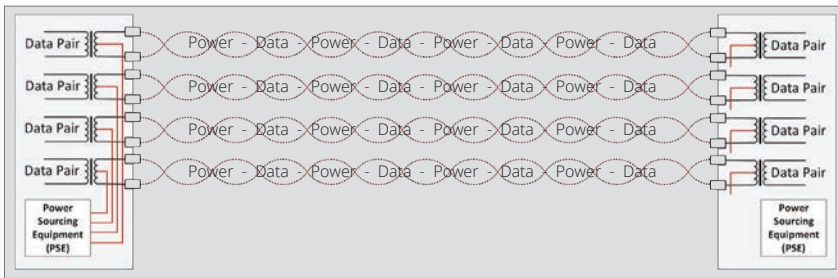 Data Pair Power - Data - Power - Data - Power - Data - Power - Data Data Pair
Data Pair Power - Data - Power - Data - Power - Data - Power - Data Data Pair
Data Pair Power - Data - Power - Data - Power - Data - Power - Data Data Pair
Data Pair Power - Data - Power - Data - Power - Data - Power - Data Data Pair
Power
Sourcing
Equipment
(PSE)
Power
Sourcing
Equipment
(PSE)